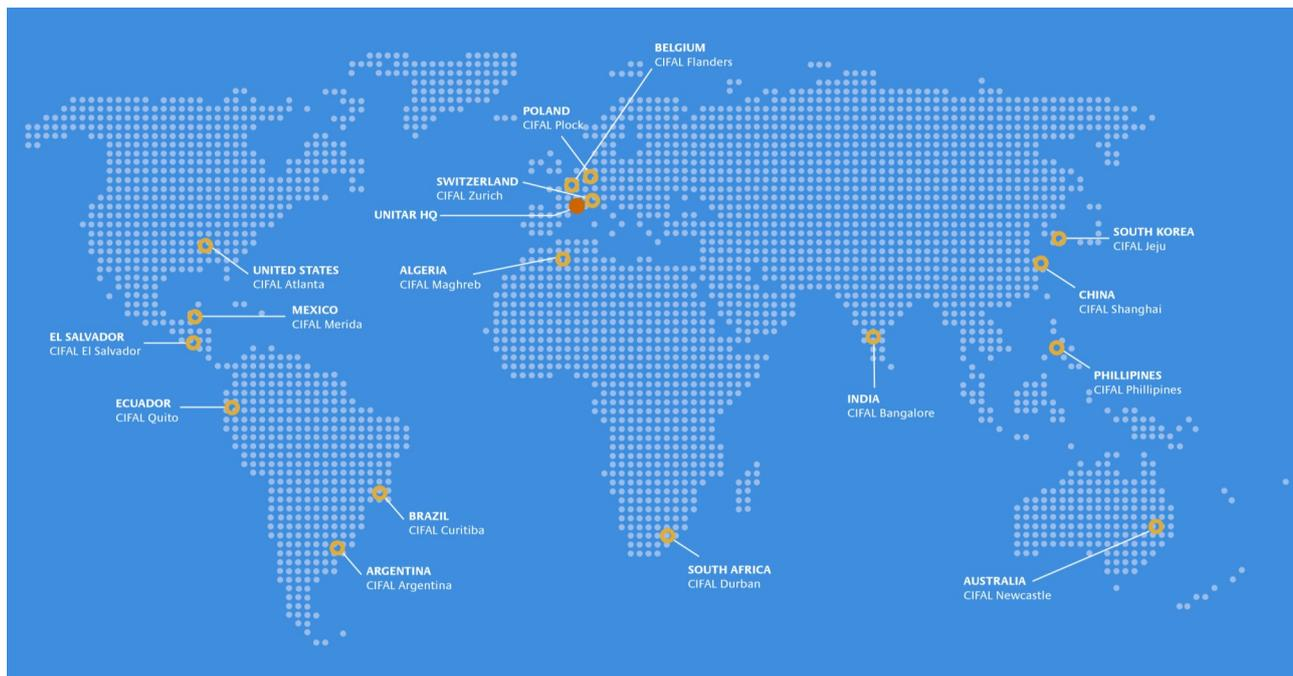 BELGIUM
CIFAL Flanders
POLAND
CIFAL Plock
SWITZERLAND
CIFAL Zurich
UNITAR HQ
SOUTH KOREA
CIFAL Jeju
UNITED STATES
CIFAL Atlanta
ALGERIA
CIFAL Maghreb
CHINA
CIFAL Shanghai
MEXICO
CIFAL Merida
EL SALVADOR
CIFAL El Salvador
PHILLIPINES
CIFAL Phillipines
ECUADOR
CIFAL Quito
INDIA
CIFAL Bangalore
BRAZIL
CIFAL Curitiba
ARGENTINA
CIFAL Argentina
SOUTH AFRICA
CIFAL Durban
AUSTRALIA
CIFAL Newcastle